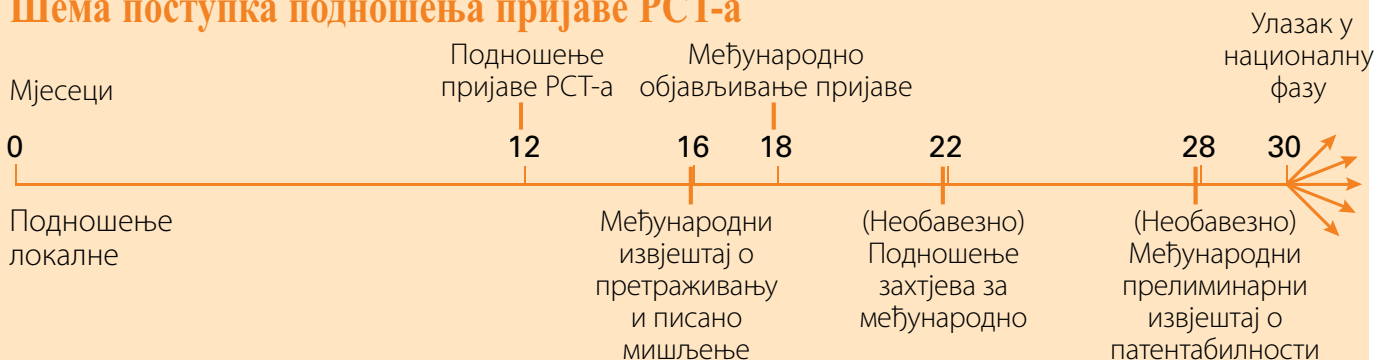 Шема поступка подношења пријаве PCT-а
Мјесеци
Подношење
пријаве PCT-а
Међународно
објављивање пријаве
Улазак у
националну
фазу
0
12
16
18
22
28
30
Подношење
локалне
Међународни
извјештај о
претраживању
и писано
мишљење
(Необавезно)
Подношење
захтјева за
међународно
(Необавезно)
Међународни
прелиминарни
извјештај о
патентабилности